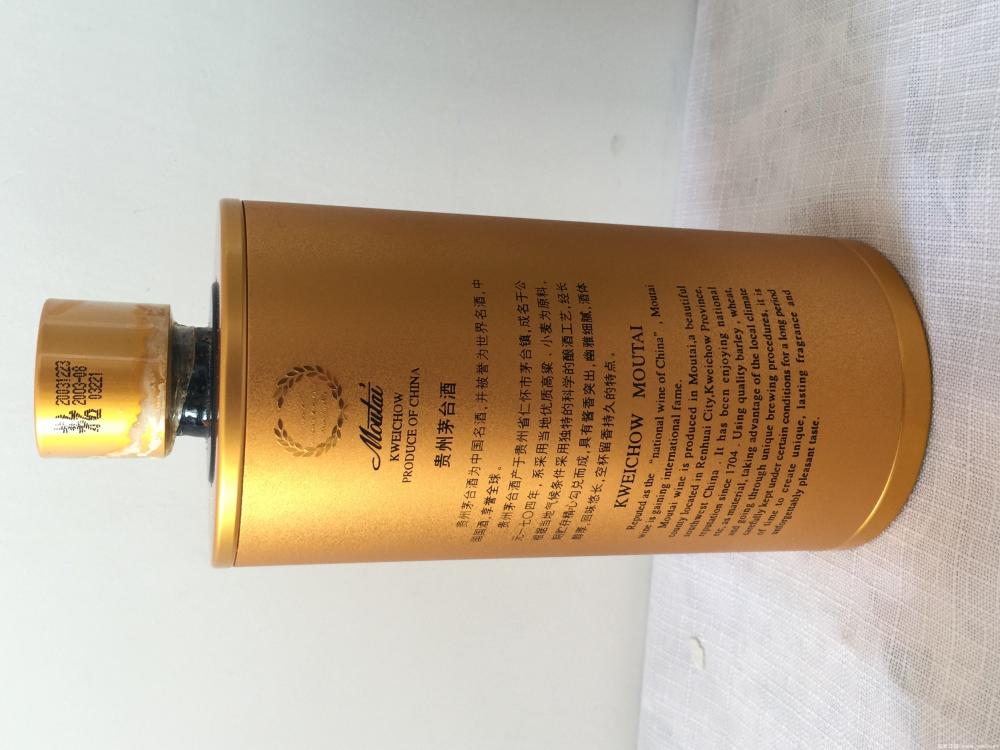 20031223
2003-06
03221
Moutai
KWEICHOW
PRODUCE OF CHINA
贵州茅台酒
贵州茅台酒为中国名酒,并被誉为世界名酒,中
国国酒,享誉全球。
贵州茅台酒产于贵州省仁怀市茅台镇,成名于公
元一七〇四年,系采用当地优质高粱、小麦为原料,
根据当地气候条件采用独特的科学的酿酒工艺,经长
期贮存精心勾兑而成,具有酱香突出,幽雅细腻,酒体
醇厚,回味悠长,空杯留香持久的特点。
KWEICHOW MOUTAI
Reputed as the "national wine of China", Moutai
wine is gaining international fame.
Moutai wine is produced in Moutai,a beautiful
county located in Renhuai City,Kweichow Province,
southwest China . It has been enjoying national
reputation since 1704 . Using quality barley , wheat,
etc,as material, taking advantage of the local climate
and going through unique brewing procedures, it is
carefully kept under certain conditions for a long period
of time to create unique, lasting fragrance and
unforgettably pleasant taste.